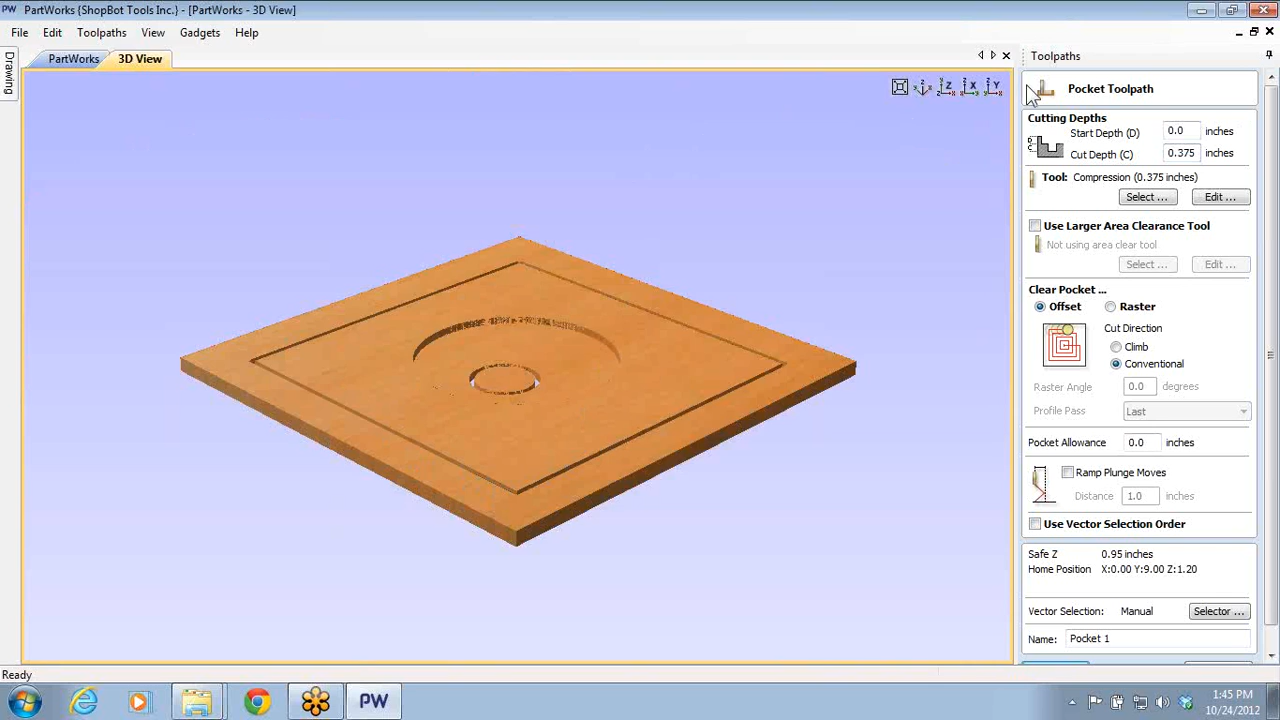 PW PartWorks {ShopBot Tools Inc.} - [PartWorks - 3D View]
File Edit Toolpaths View Gadgets Help
Drawing
PartWorks 3D View
Toolpaths
Z X Y
Pocket Toolpath
Cutting Depths
Start Depth (D) 0.0 inches
Cut Depth (C) 0.375 inches
Tool: Compression (0.375 inches)
Select ... Edit ...
Use Larger Area Clearance Tool
Not using area clear tool
Select ... Edit ...
Clear Pocket ...
Offset Raster
Cut Direction
Climb
Conventional
Raster Angle 0.0 degrees
Profile Pass Last
Pocket Allowance 0.0 inches
Ramp Plunge Moves
Distance 1.0 inches
Use Vector Selection Order
Safe Z 0.95 inches
Home Position X:0.00 Y:9.00 Z:1.20
Vector Selection: Manual Selector ...
Name: Pocket 1
Ready
PW
1:45 PM
10/24/2012